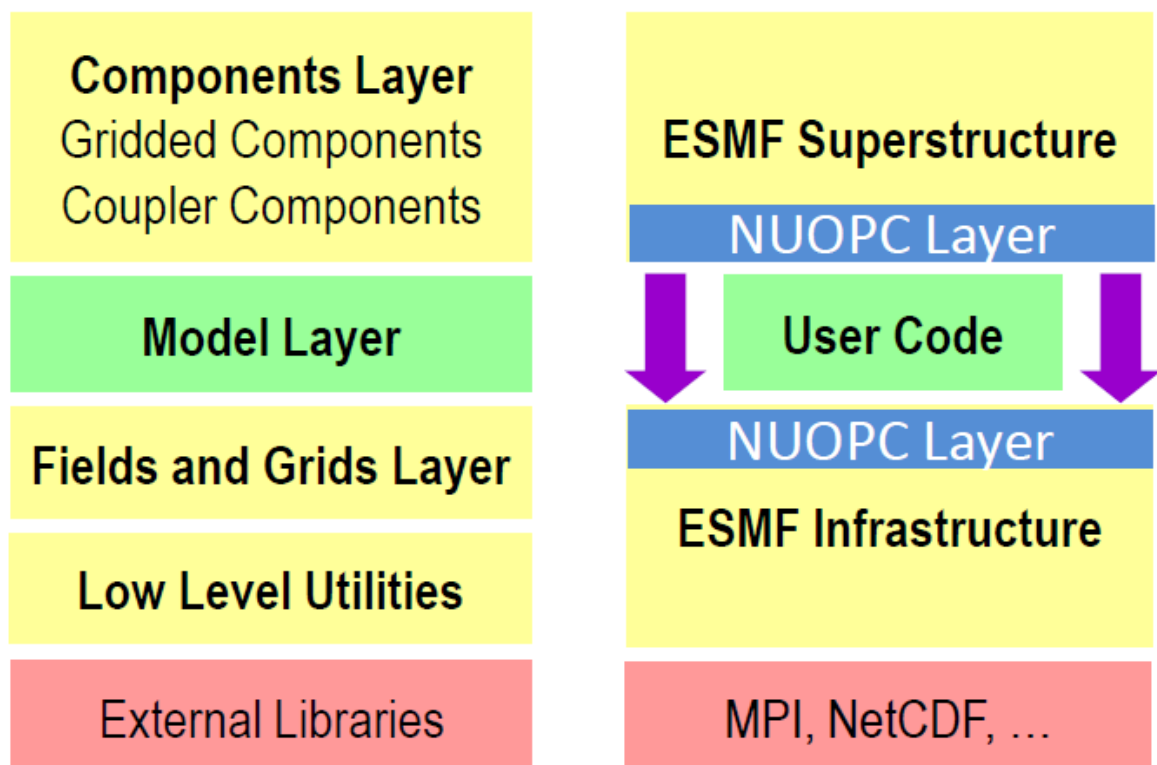 Components Layer
Gridded Components
Coupler Components
Model Layer
Fields and Grids Layer
Low Level Utilities
External Libraries
ESMF Superstructure
NUOPC Layer
User Code
NUOPC Layer
ESMF Infrastructure
MPI, NetCDF, …